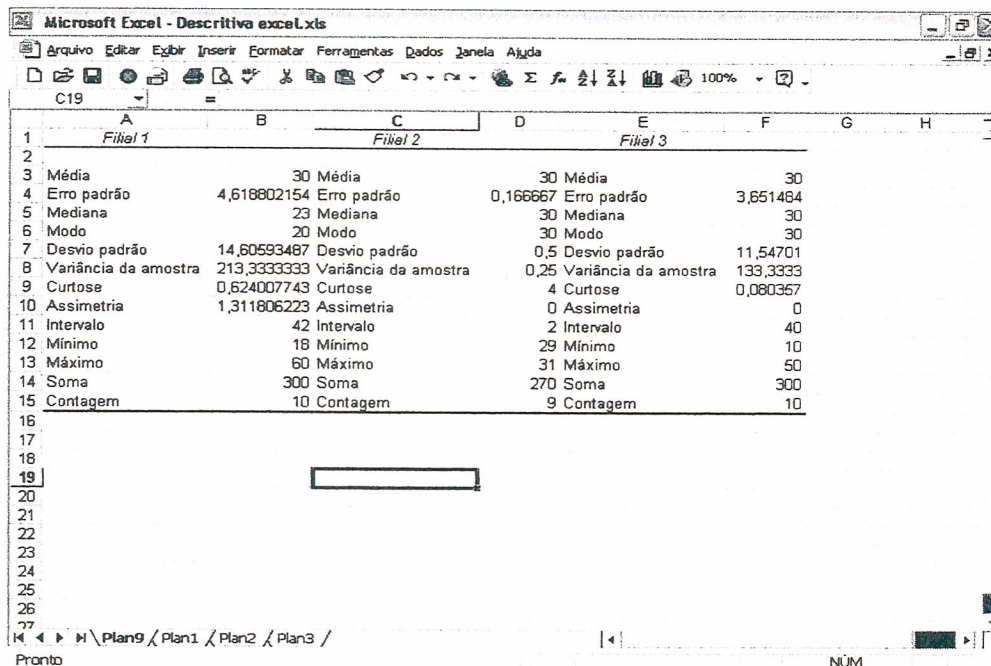 Microsoft Excel - Descritiva excel.xls
Arquivo Editar Exibir Inserir Formatar Ferramentas Dados Janela Ajuda
100%
C19 =
A B C D E F G H
1 Filial 1 Filial 2 Filial 3
2
3 Média 30 Média 30 Média 30
4 Erro padrão 4,618802154 Erro padrão 0,166667 Erro padrão 3,651484
5 Mediana 23 Mediana 30 Mediana 30
6 Modo 20 Modo 30 Modo 30
7 Desvio padrão 14,60593487 Desvio padrão 0,5 Desvio padrão 11,54701
8 Variância da amostra 213,3333333 Variância da amostra 0,25 Variância da amostra 133,3333
9 Curtose 0,624007743 Curtose 4 Curtose 0,080357
10 Assimetria 1,311806223 Assimetria 0 Assimetria 0
11 Intervalo 42 Intervalo 2 Intervalo 40
12 Mínimo 18 Mínimo 29 Mínimo 10
13 Máximo 60 Máximo 31 Máximo 50
14 Soma 300 Soma 270 Soma 300
15 Contagem 10 Contagem 9 Contagem 10
16
17
18
19
20
21
22
23
24
25
26
27
Plan9 Plan1 Plan2 Plan3
Pronto NÚM